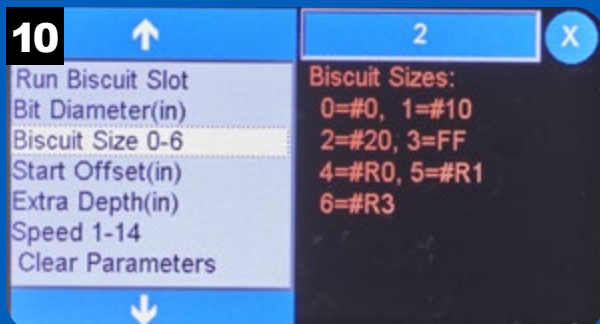 10
Run Biscuit Slot
Bit Diameter(in)
Biscuit Size 0-6
Start Offset(in)
Extra Depth(in)
Speed 1-14
Clear Parameters
2
X
Biscuit Sizes:
0=#0, 1=#10
2=#20, 3=FF
4=#R0, 5=#R1
6=#R3